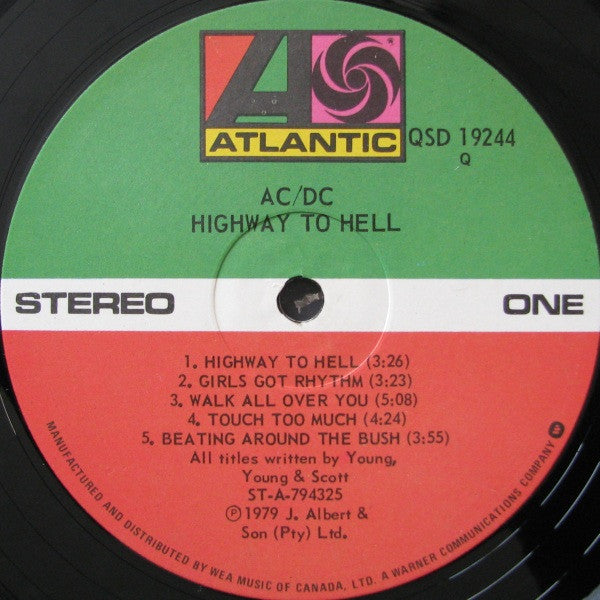 ATLANTIC
QSD 19244
Q
AC/DC
HIGHWAY TO HELL
STEREO
ONE
1. HIGHWAY TO HELL (3:26)
2. GIRLS GOT RHYTHM (3:23)
3. WALK ALL OVER YOU (5:08)
4. TOUCH TOO MUCH (4:24)
5. BEATING AROUND THE BUSH (3:55)
All titles written by Young,
Young & Scott
ST-A-794325
Ⓟ1979 J. Albert &
Son (Pty) Ltd.
MANUFACTURED AND DISTRIBUTED BY WEA MUSIC OF CANADA, LTD. A WARNER COMMUNICATIONS COMPANY